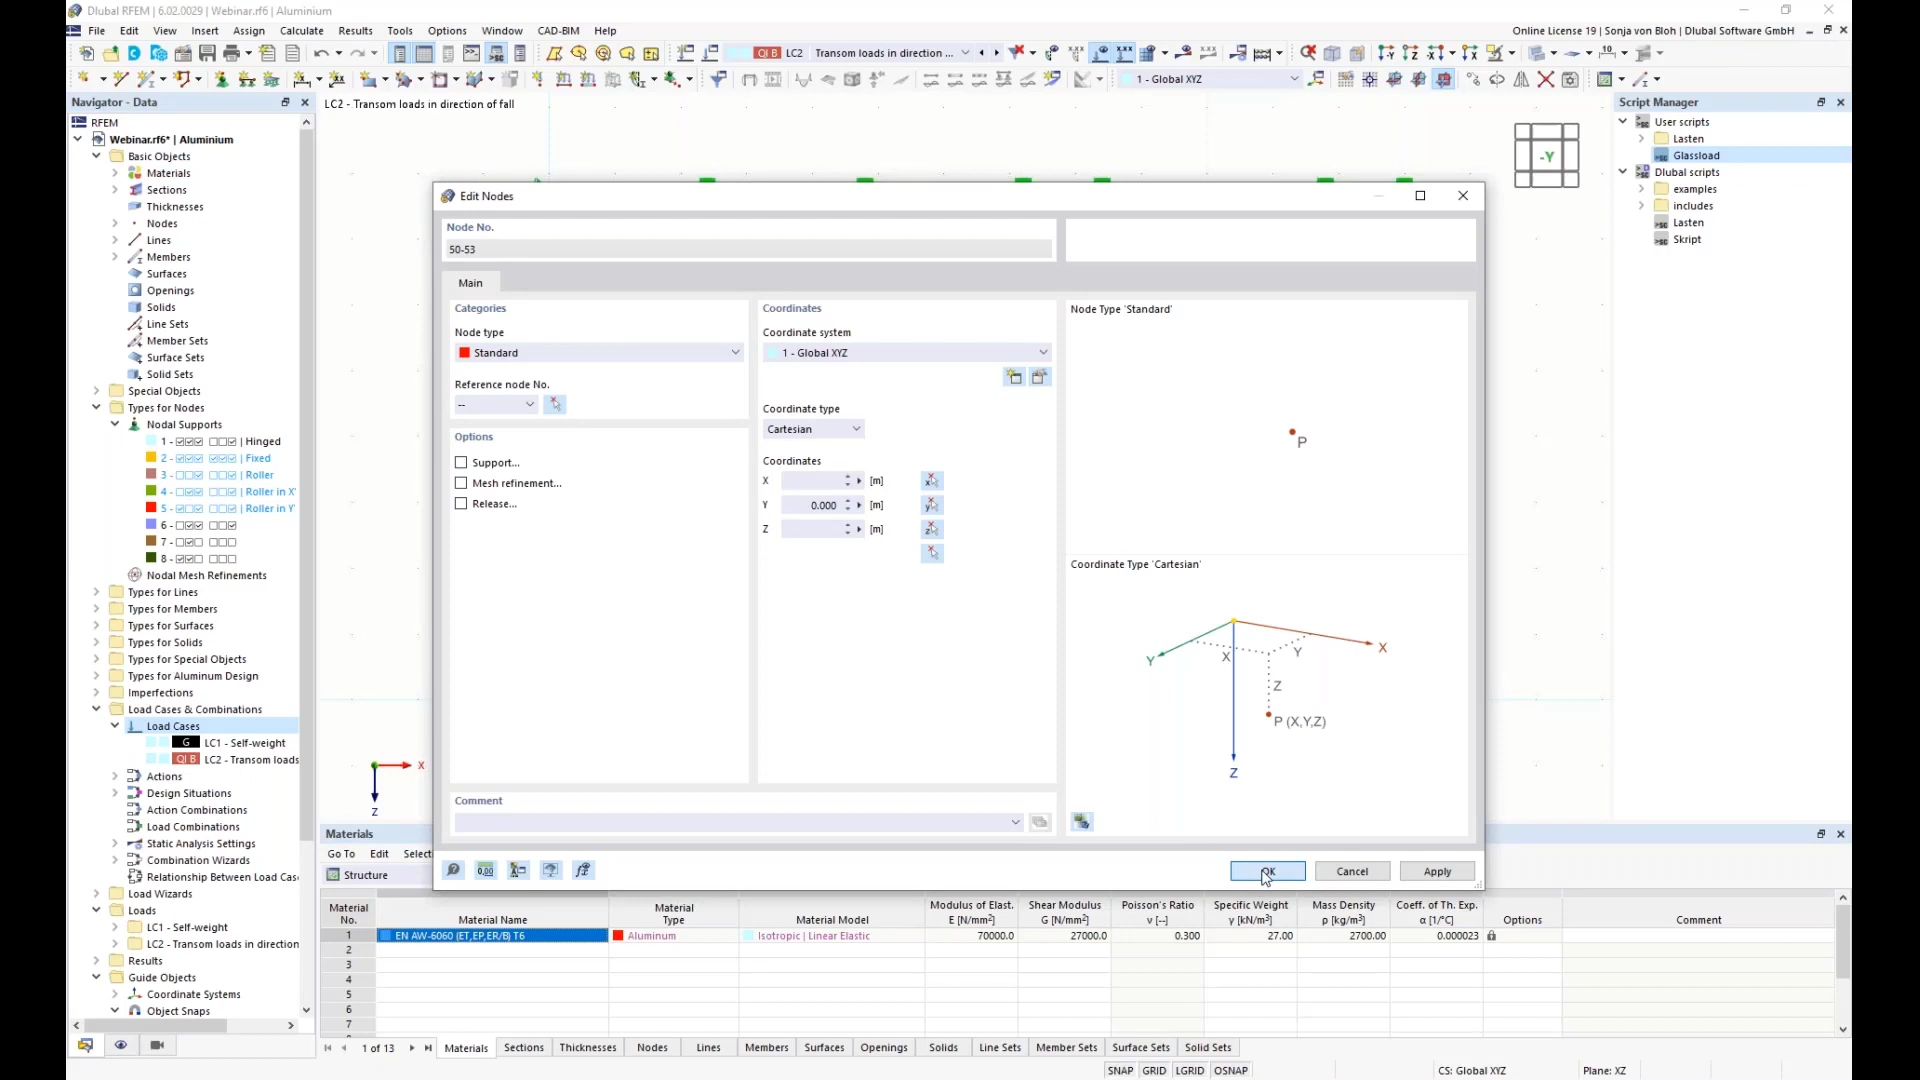 Dlubal RFEM | 6.02.0029 | Webinar.rf6* | Aluminium
File Edit View Insert Assign Calculate Results Tools Options Window CAD-BIM Help
Online License 19 | Sonja von Bloh | Dlubal Software GmbH
QI B LC2 Transom loads in direction ...
1 - Global XYZ
Navigator - Data
RFEM
Webinar.rf6* | Aluminium
Basic Objects
Materials
Sections
Thicknesses
Nodes
Lines
Members
Surfaces
Openings
Solids
Line Sets
Member Sets
Surface Sets
Solid Sets
Special Objects
Types for Nodes
Nodal Supports
1 - | Hinged
2 - | Fixed
3 - | Roller
4 - | Roller in X'
5 - | Roller in Y'
6 -
7 -
8 -
Nodal Mesh Refinements
Types for Lines
Types for Members
Types for Surfaces
Types for Solids
Types for Special Objects
Types for Aluminum Design
Imperfections
Load Cases & Combinations
Load Cases
G LC1 - Self-weight
QI B LC2 - Transom loads
Actions
Design Situations
Action Combinations
Load Combinations
Static Analysis Settings
Combination Wizards
Relationship Between Load Cas
Load Wizards
Loads
LC1 - Self-weight
LC2 - Transom loads in direction
Results
Guide Objects
Coordinate Systems
Object Snaps
LC2 - Transom loads in direction of fall
-Y
X
Z
Edit Nodes
Node No.
50-53
Main
Categories
Node type
Standard
Reference node No.
--
Options
Support...
Mesh refinement...
Release...
Coordinates
Coordinate system
1 - Global XYZ
Coordinate type
Cartesian
Coordinates
X [m]
Y 0.000 [m]
Z [m]
Node Type 'Standard'
P
Coordinate Type 'Cartesian'
X
Y
Y
X
Z
P (X,Y,Z)
Z
Comment
OK Cancel Apply
Script Manager
User scripts
Lasten
Glassload
Dlubal scripts
examples
includes
Lasten
Skript
Materials
Go To Edit Select
Structure
Material No. Material Name Material Type Material Model Modulus of Elast. E [N/mm²] Shear Modulus G [N/mm²] Poisson's Ratio ν [--] Specific Weight γ [kN/m³] Mass Density ρ [kg/m³] Coeff. of Th. Exp. α [1/°C] Options Comment
1 EN AW-6060 (ET,EP,ER/B) T6 Aluminum Isotropic | Linear Elastic 70000.0 27000.0 0.300 27.00 2700.00 0.000023
2
3
4
5
6
7
1 of 13 Materials Sections Thicknesses Nodes Lines Members Surfaces Openings Solids Line Sets Member Sets Surface Sets Solid Sets
SNAP GRID LGRID OSNAP CS: Global XYZ Plane: XZ